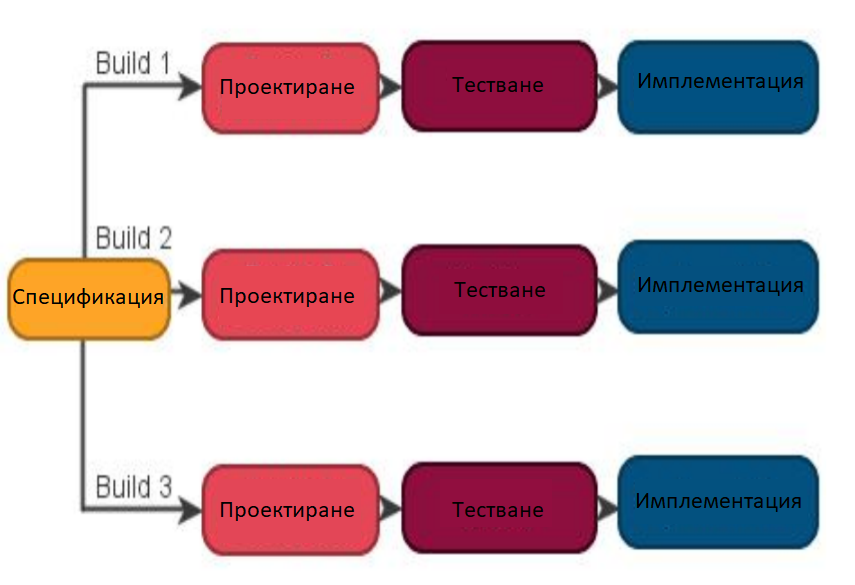 Build 1
Проектиране
Тестване
Имплементация
Build 2
Спецификация
Проектиране
Тестване
Имплементация
Build 3
Проектиране
Тестване
Имплементация